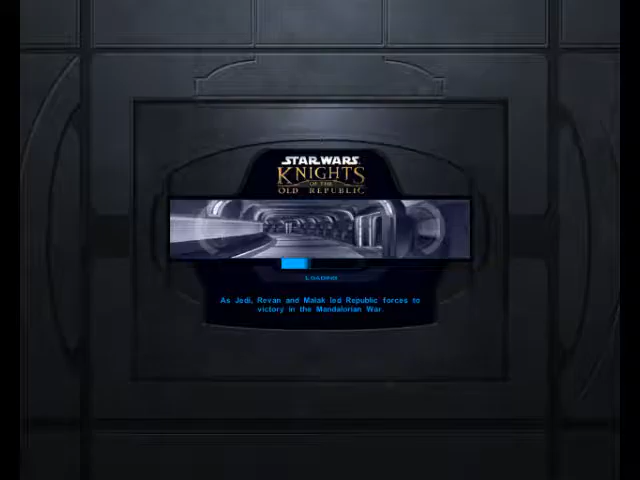 STAR WARS
KNIGHTS
OF THE
OLD REPUBLIC
LOADING
As Jedi, Revan and Malak led Republic forces to
victory in the Mandalorian War.